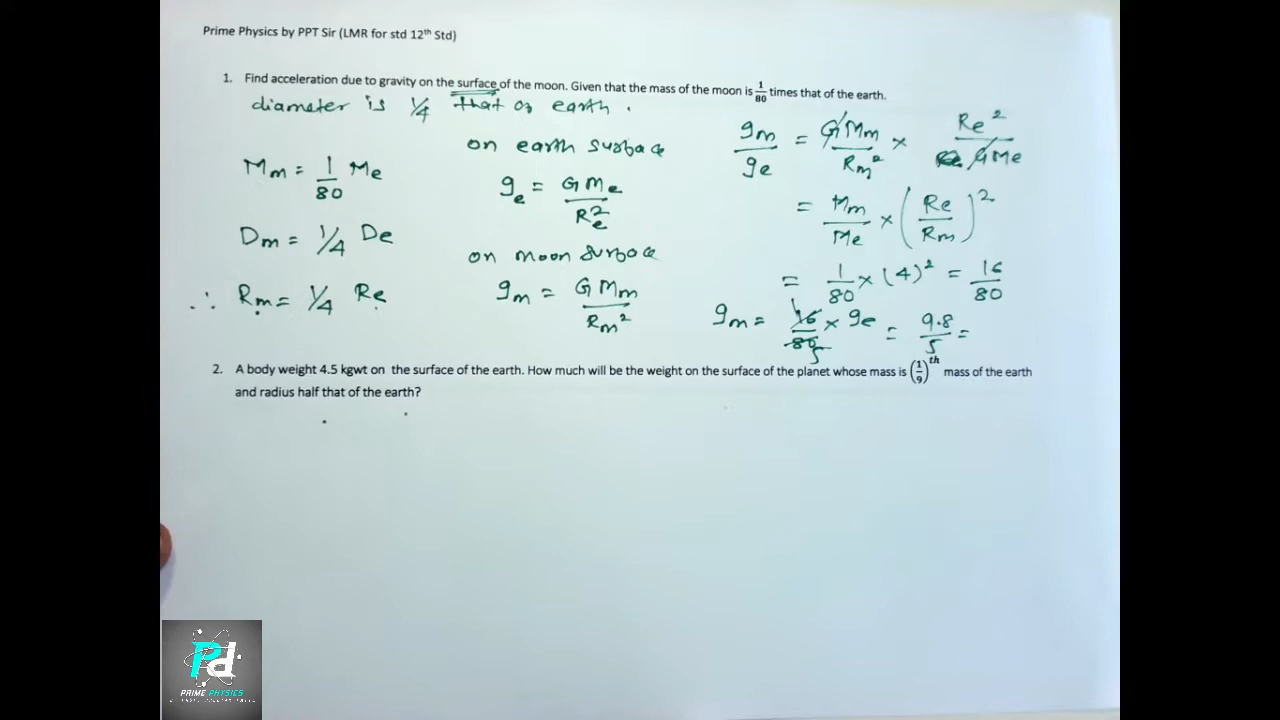 Prime Physics by PPT Sir (LMR for std 12th Std)
1. Find acceleration due to gravity on the surface of the moon. Given that the mass of the moon is 1/80 times that of the earth.
diameter is 1/4 that of earth.
Mm = 1/80 Me
Dm = 1/4 De
∴ Rm = 1/4 Re
on earth surface
ge = GMe/Re²
on moon surface
gm = GMm/Rm²
gm/ge = GMm/Rm² × Re²/GMe
= Mm/Me × (Re/Rm)²
= 1/80 × (4)² = 16/80
gm = 16/80 5 × ge = 9.8/5 =
2. A body weight 4.5 kgwt on the surface of the earth. How much will be the weight on the surface of the planet whose mass is (1/9)th mass of the earth
and radius half that of the earth?
Pd
PRIME PHYSICS